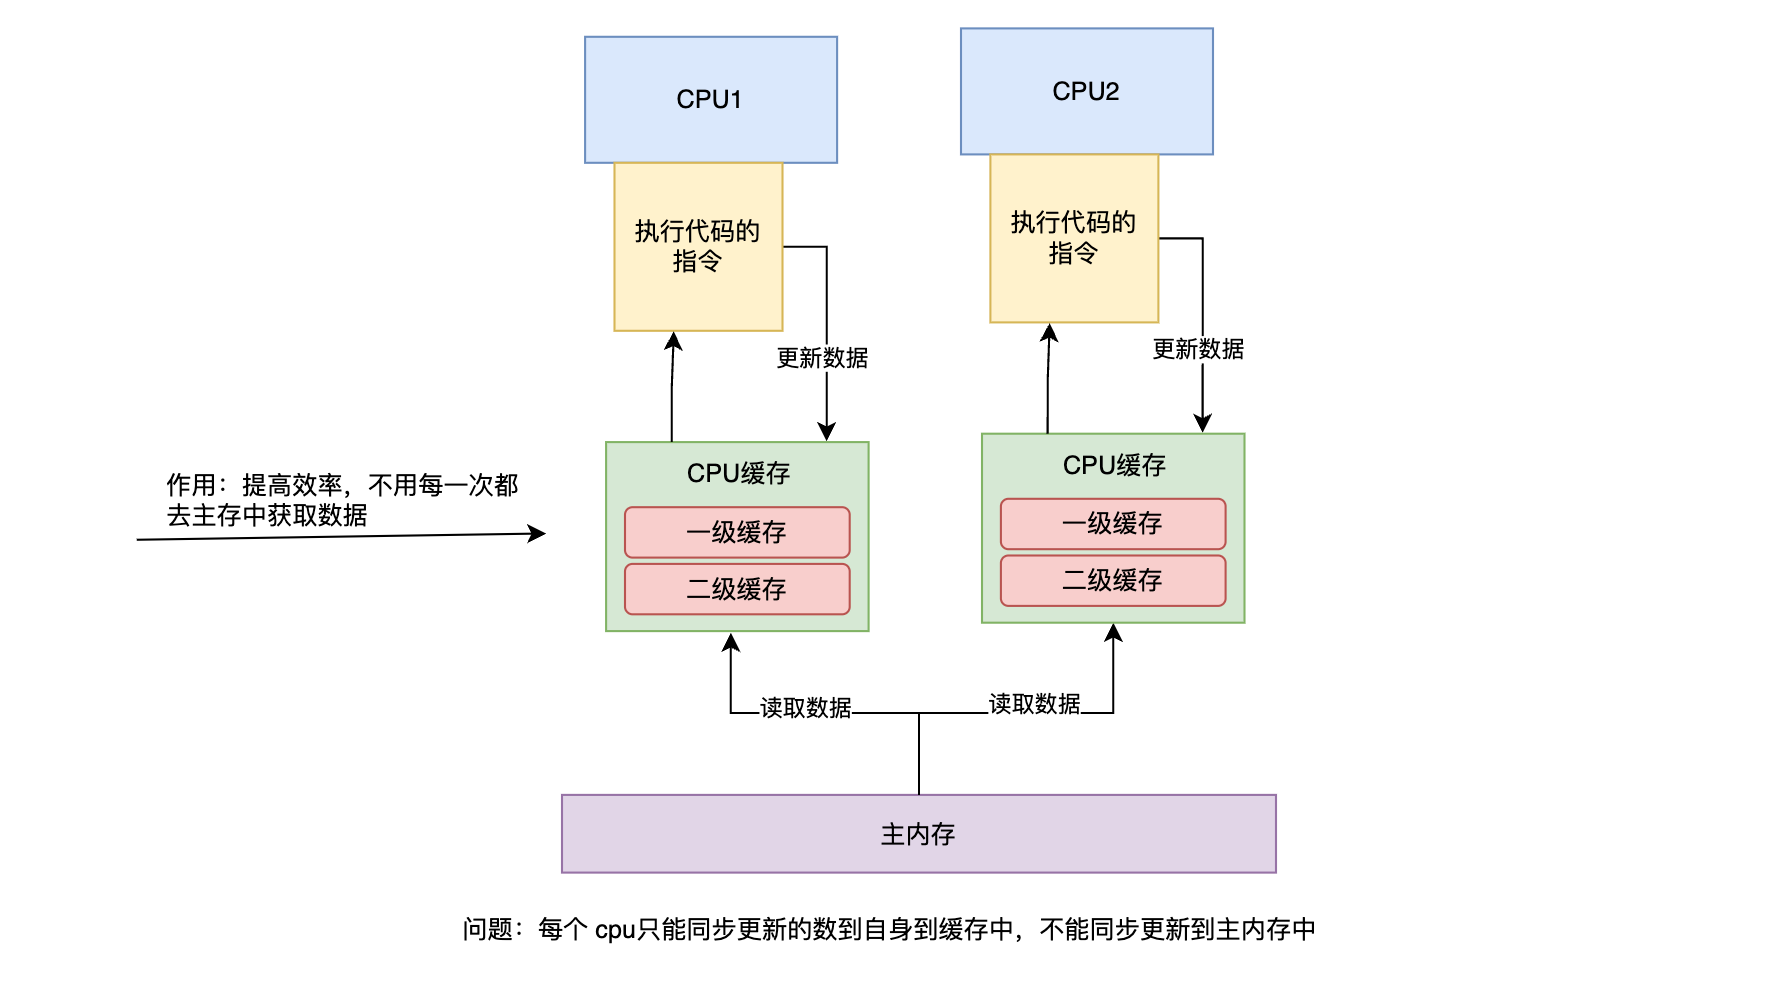 CPU1
CPU2
执行代码的
指令
执行代码的
指令
更新数据
更新数据
作用：提高效率，不用每一次都
去主存中获取数据
CPU缓存
一级缓存
二级缓存
CPU缓存
一级缓存
二级缓存
读取数据
读取数据
主内存
问题：每个 cpu只能同步更新的数到自身到缓存中，不能同步更新到主内存中